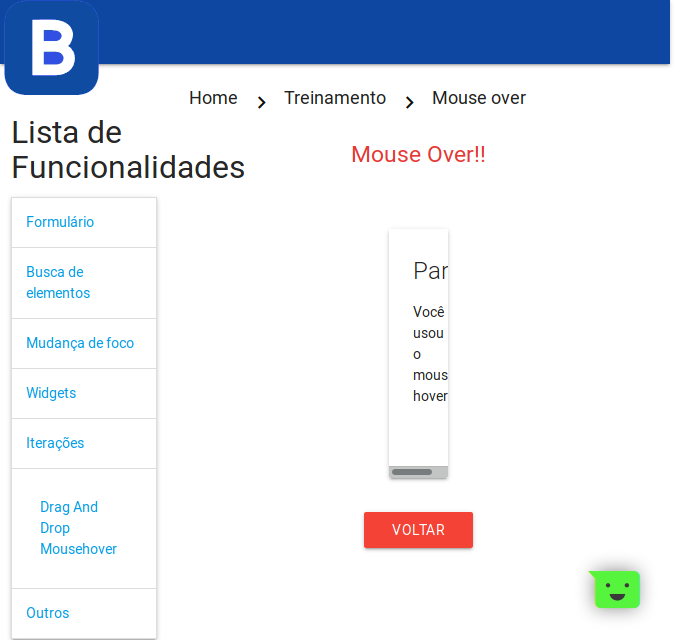 B
Home > Treinamento > Mouse over
Lista de
Funcionalidades
Mouse Over!!
Formulário
Busca de
elementos
Mudança de foco
Widgets
Iterações
Drag And
Drop
Mousehover
Outros
Par
Você
usou
o
mous
hover
VOLTAR